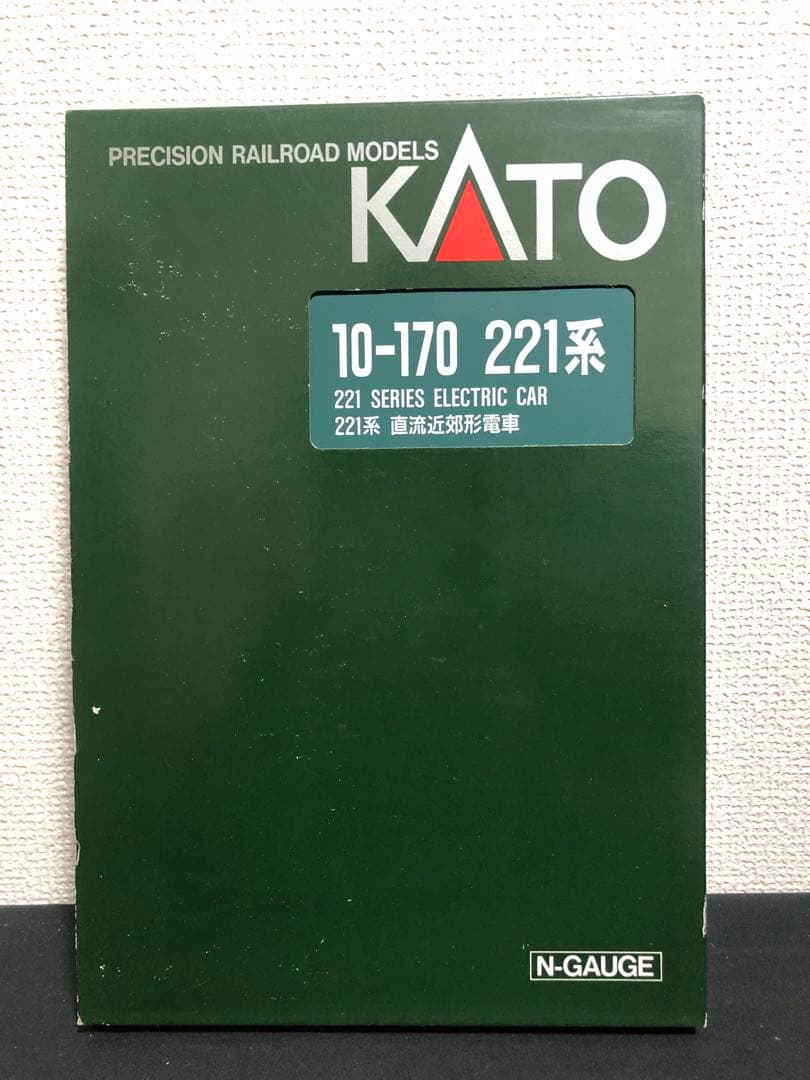 PRECISION RAILROAD MODELS
KATO
10-170 221系
221 SERIES ELECTRIC CAR
221系 直流近郊形電車
N-GAUGE